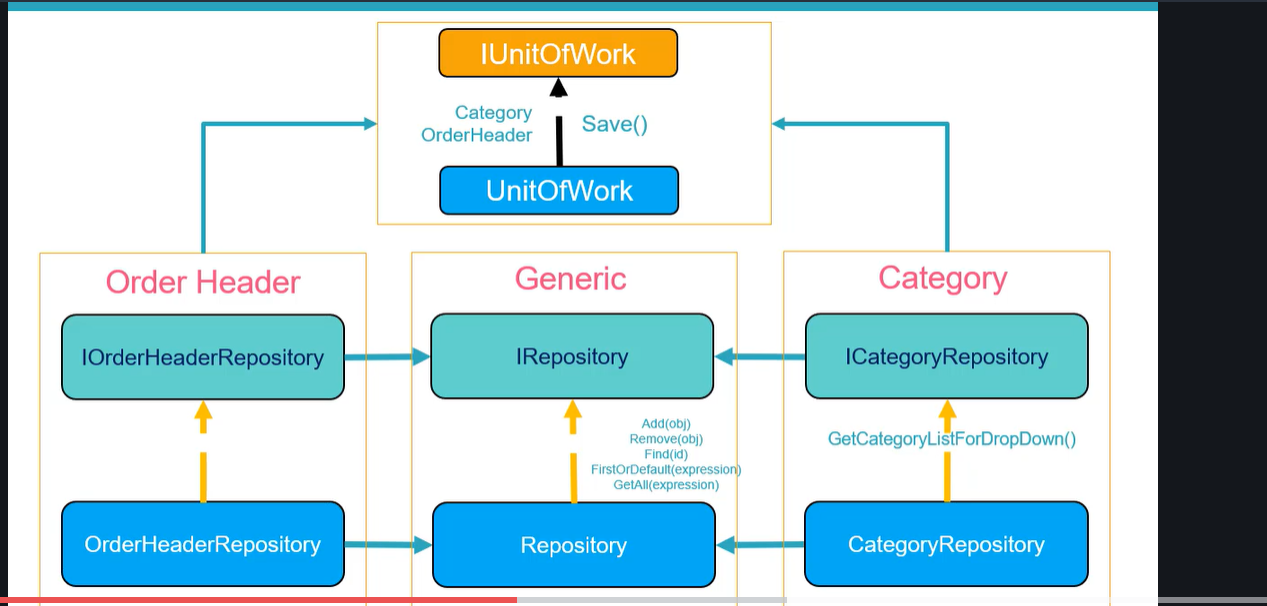 IUnitOfWork
Category
OrderHeader
Save()
UnitOfWork
Order Header
Generic
Category
IOrderHeaderRepository
IRepository
ICategoryRepository
Add(obj)
Remove(obj)
Find(id)
FirstOrDefault(expression)
GetAll(expression)
GetCategoryListForDropDown()
OrderHeaderRepository
Repository
CategoryRepository